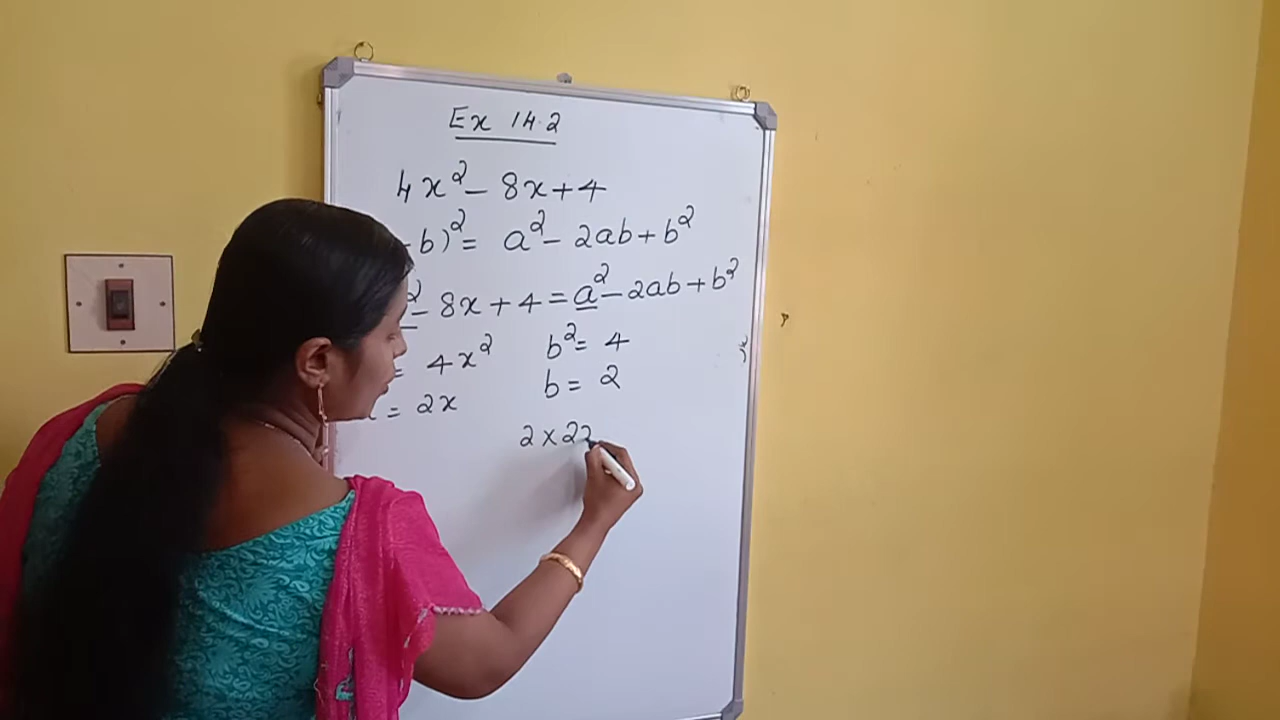 Ex 14.2
4x² - 8x + 4
b)² = a² - 2ab + b²
² - 8x + 4 = a² - 2ab + b²
= 4x² b² = 4
= 2x b = 2
2 × 2